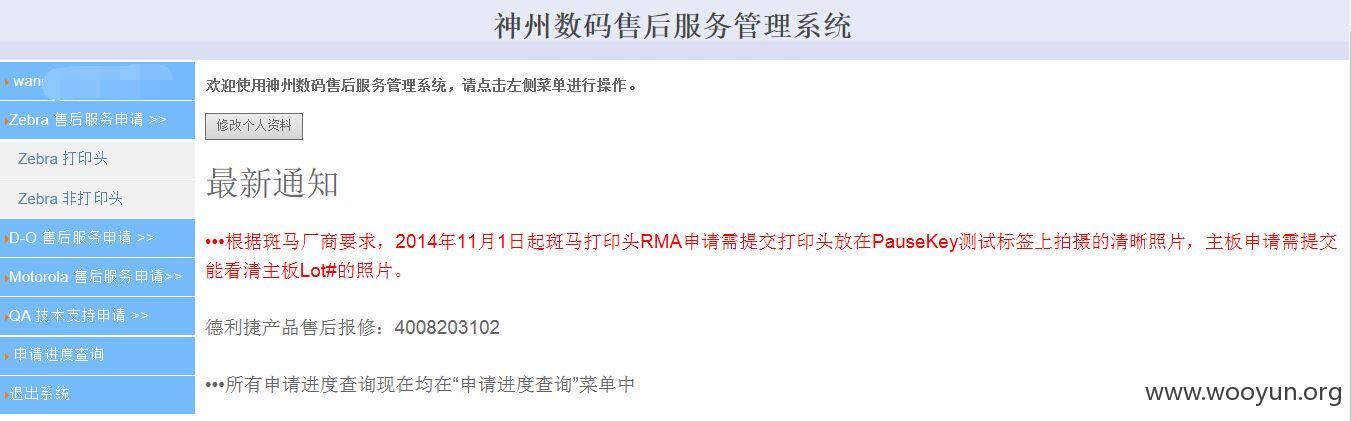 神州数码售后服务管理系统
wang
欢迎使用神州数码售后服务管理系统，请点击左侧菜单进行操作。
Zebra 售后服务申请 >>
修改个人资料
Zebra 打印头
最新通知
Zebra 非打印头
D-O 售后服务申请 >>
•••根据斑马厂商要求，2014年11月1日起斑马打印头RMA申请需提交打印头放在PauseKey测试标签上拍摄的清晰照片，主板申请需提交
能看清主板Lot#的照片。
Motorola 售后服务申请>>
QA 技术支持申请 >>
德利捷产品售后报修：4008203102
申请进度查询
•••所有申请进度查询现在均在“申请进度查询”菜单中
退出系统
www.wooyun.org